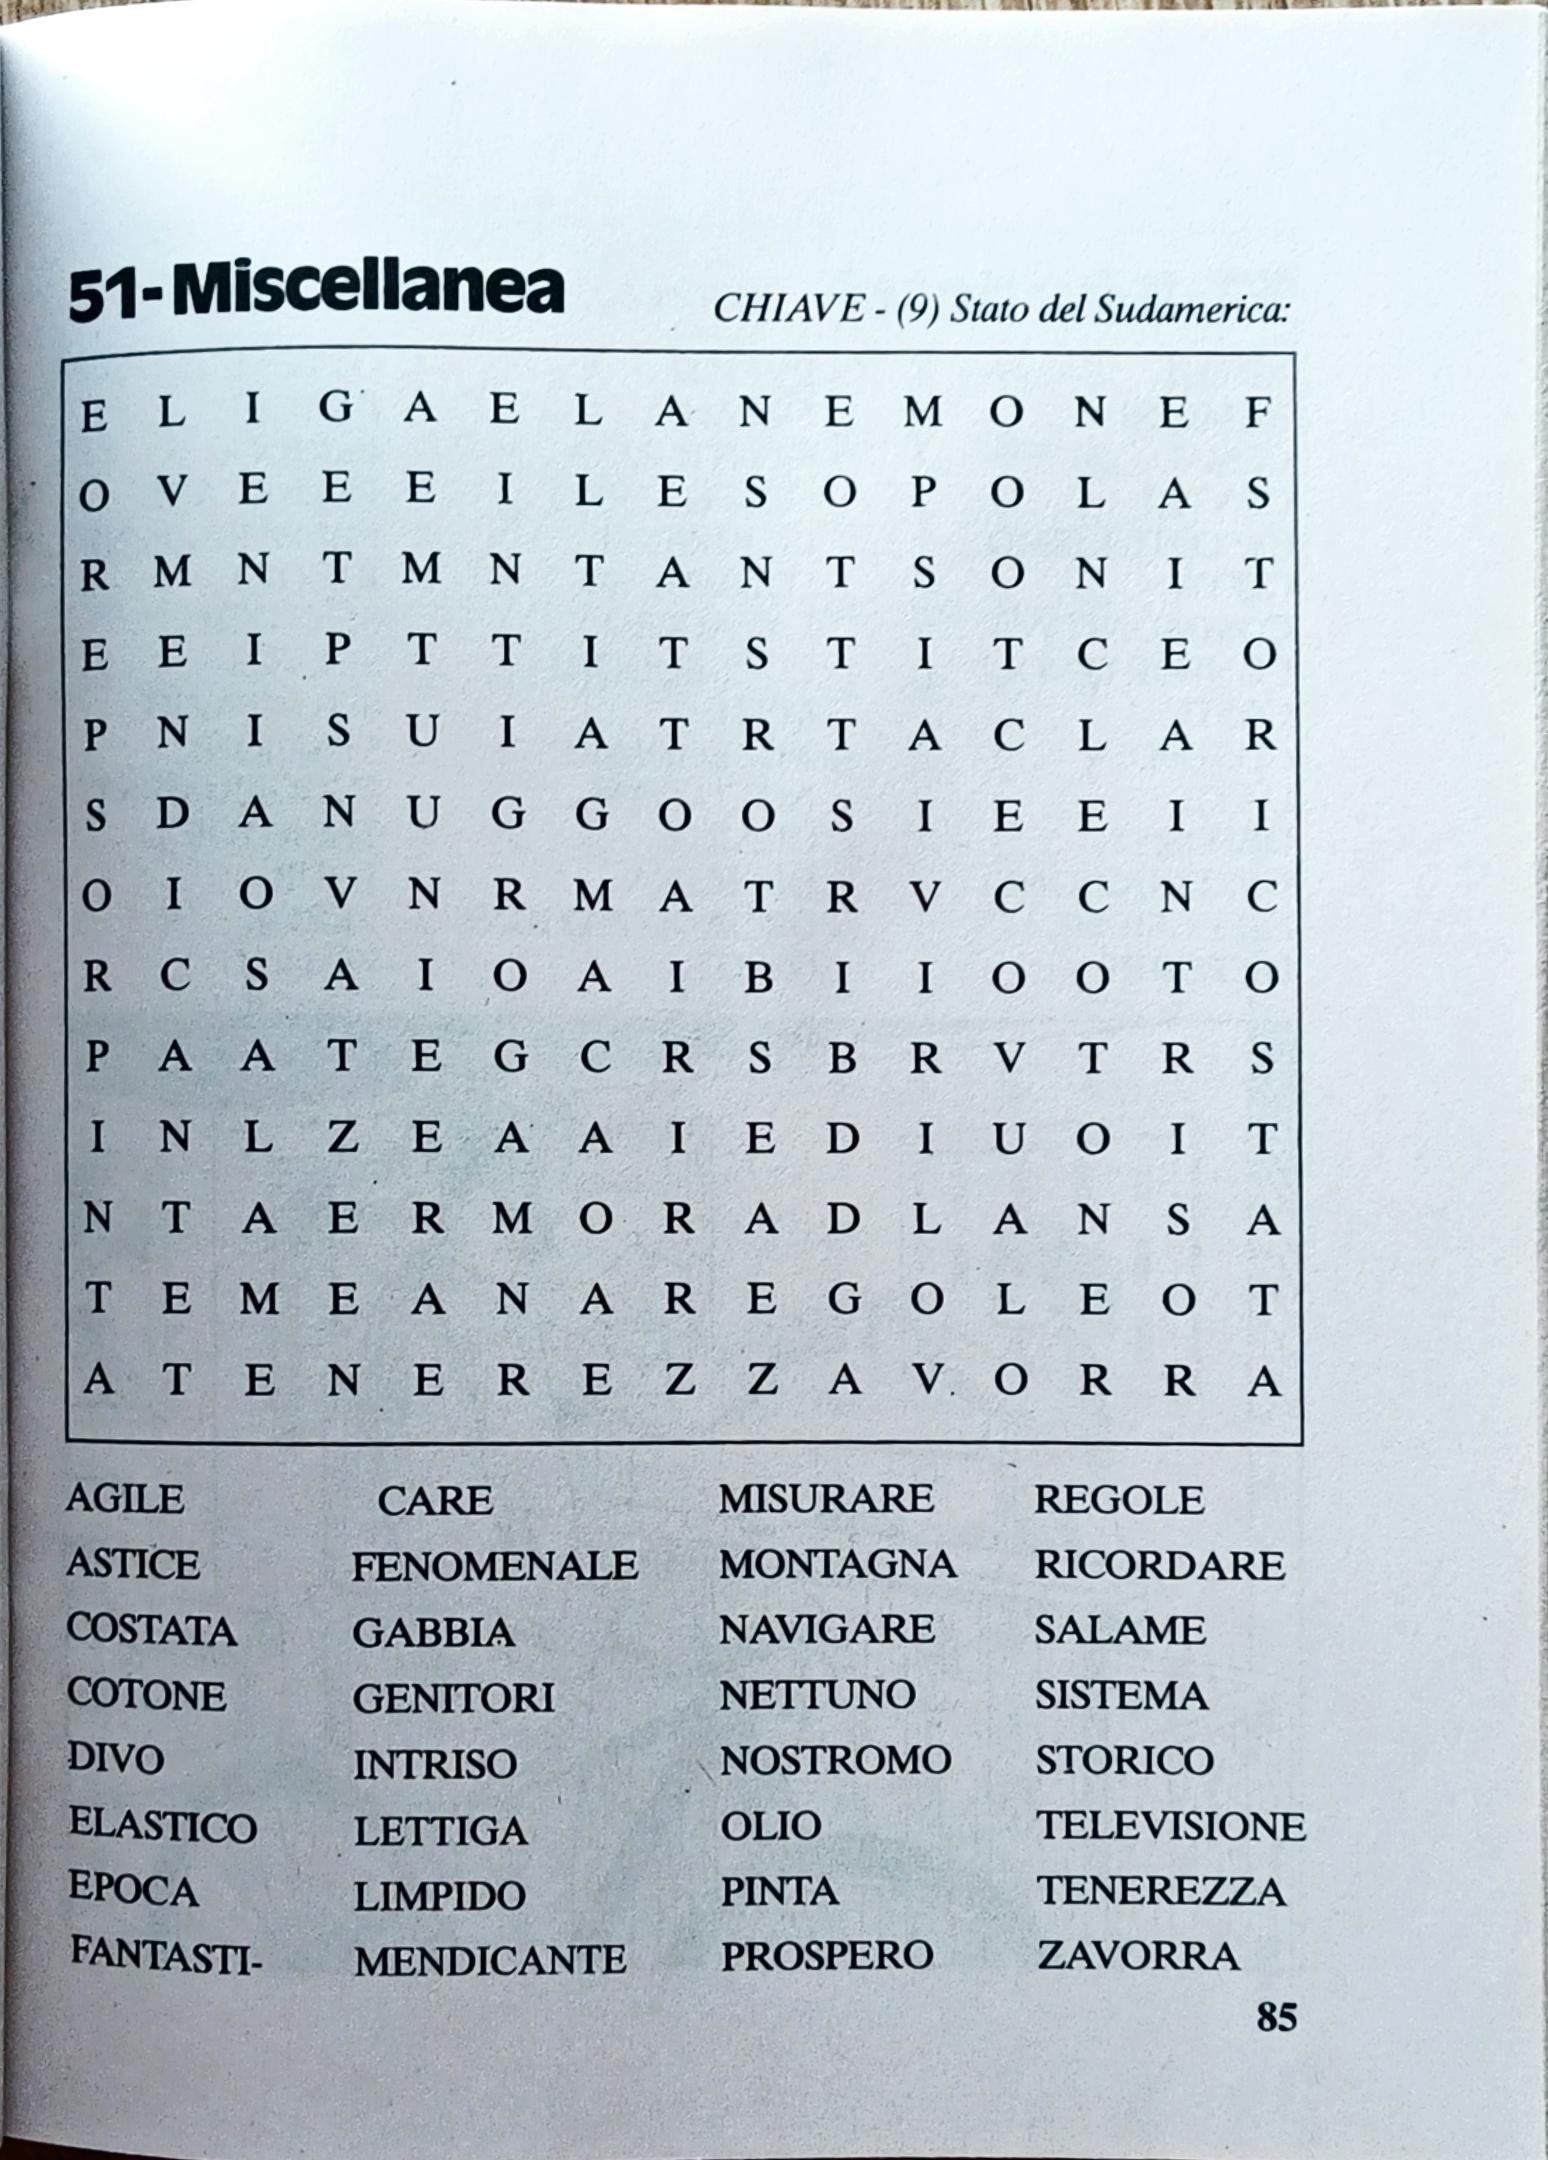 51-Miscellanea
CHIAVE - (9) Stato del Sudamerica:
E L I G A E L A N E M O N E F
O V E E E I L E S O P O L A S
R M N T M N T A N T S O N I T
E E I P T T I T S T I T C E O
P N I S U I A T R T A C L A R
S D A N U G G O O S I E E I I
O I O V N R M A T R V C C N C
R C S A I O A I B I I O O T O
P A A T E G C R S B R V T R S
I N L Z E A A I E D I U O I T
N T A E R M O R A D L A N S A
T E M E A N A R E G O L E O T
A T E N E R E Z Z A V O R R A
AGILE CARE MISURARE REGOLE
ASTICE FENOMENALE MONTAGNA RICORDARE
COSTATA GABBIA NAVIGARE SALAME
COTONE GENITORI NETTUNO SISTEMA
DIVO INTRISO NOSTROMO STORICO
ELASTICO LETTIGA OLIO TELEVISIONE
EPOCA LIMPIDO PINTA TENEREZZA
FANTASTI- MENDICANTE PROSPERO ZAVORRA
85